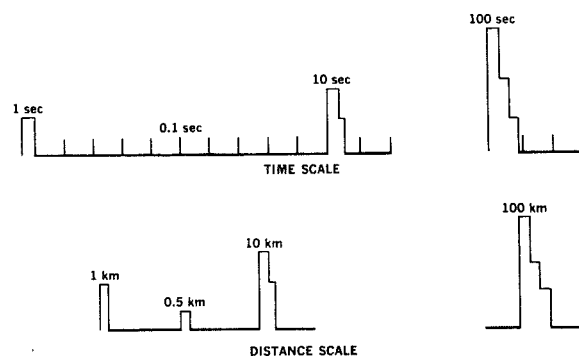 100 sec
10 sec
1 sec
0.1 sec
TIME SCALE
100 km
10 km
1 km
0.5 km
DISTANCE SCALE